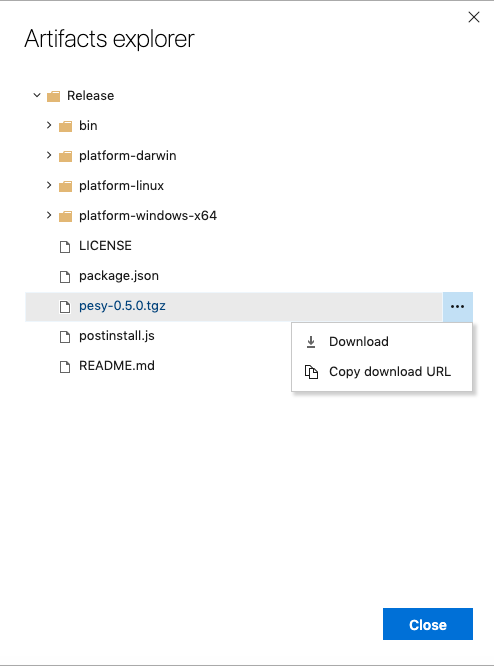 Artifacts explorer
Release
bin
platform-darwin
platform-linux
platform-windows-x64
LICENSE
package.json
pesy-0.5.0.tgz
postinstall.js
Download
README.md
Copy download URL
Close